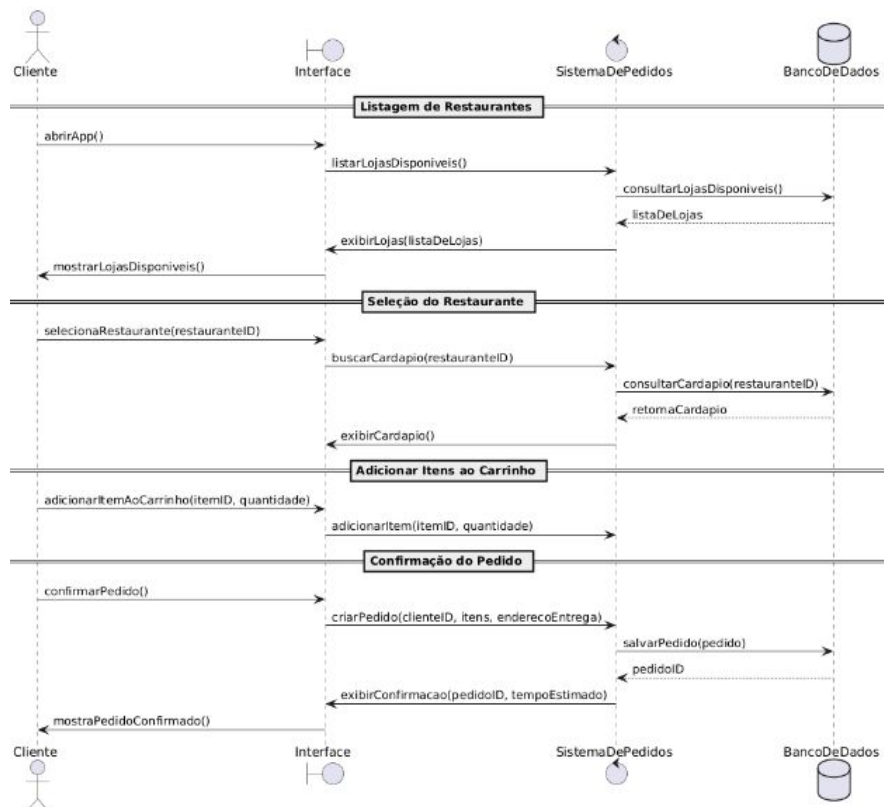 Cliente
Interface
SistemaDePedidos
BancoDeDados
Listagem de Restaurantes
abrirApp()
listarLojasDisponiveis()
consultarLojasDisponiveis()
listaDeLojas
exibirLojas(listaDeLojas)
mostrarLojasDisponiveis()
Seleção do Restaurante
selecionaRestaurante(restauranteID)
buscarCardapio(restauranteID)
consultarCardapio(restauranteID)
retornaCardapio
exibirCardapio()
Adicionar Itens ao Carrinho
adicionarItemAoCarrinho(itemID, quantidade)
adicionarItem(itemID, quantidade)
Confirmação do Pedido
confirmarPedido()
criarPedido(clienteID, itens, enderecoEntrega)
salvarPedido(pedido)
pedidoID
exibirConfirmacao(pedidoID, tempoEstimado)
mostraPedidoConfirmado()
Cliente
Interface
SistemaDePedidos
BancoDeDados